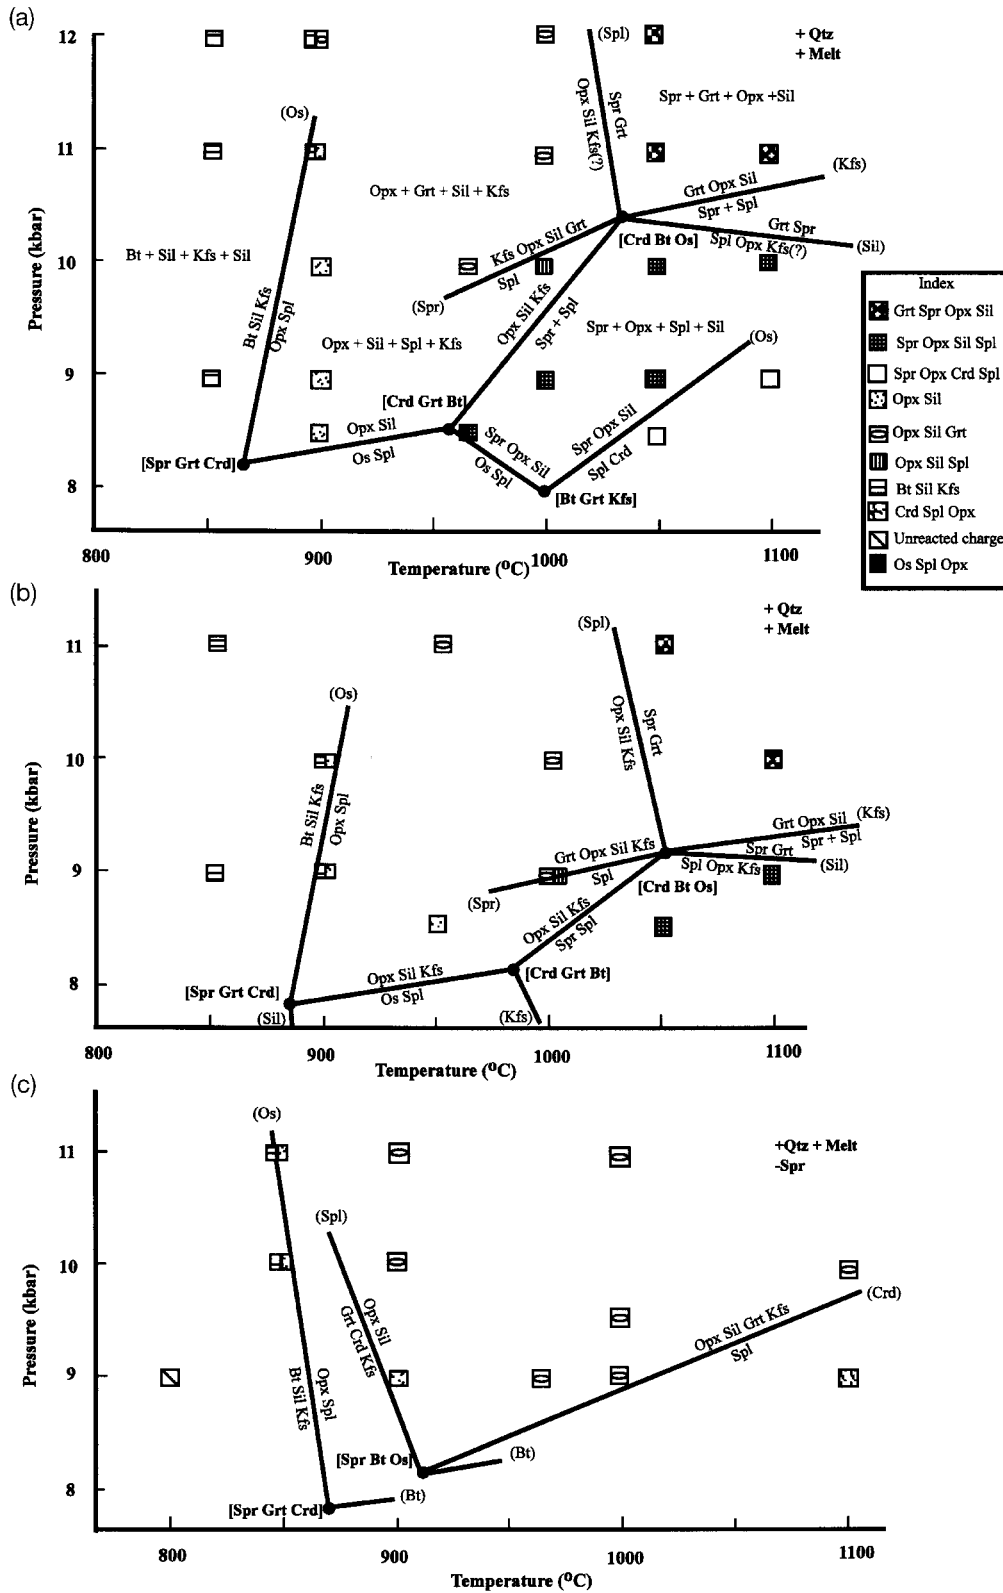 (a)
12
(Spl)
+ Qtz
+ Melt
Opx Sil Kfs(?)
Spr Grt
Spr + Grt + Opx +Sil
(Os)
11
(Kfs)
Grt Opx Sil
Spr + Spl
Opx + Grt + Sil + Kfs
Grt Spr
(Sil)
Spl Opx Kfs(?)
[Crd Bt Os]
Bt + Sil + Kfs + Sil
Kfs Opx Sil Grt
Spl
10
Pressure (kbar)
(Spr)
Opx Sil Kfs
Spr + Spl
Bt Sil Kfs
Opx Spl
Opx + Sil + Spl + Kfs
Spr + Opx + Spl + Sil
(Os)
9
[Crd Grt Bt]
Opx Sil
Os Spl
[Spr Grt Crd]
Spr Opx Sil
Os Spl
Spr Opx Sil
Spl Crd
8
[Bt Grt Kfs]
800
900
1000
1100
Temperature (OC)
Index
Grt Spr Opx Sil
Spr Opx Sil Spl
Spr Opx Crd Spl
Opx Sil
Opx Sil Grt
Opx Sil Spl
Bt Sil Kfs
Crd Spl Opx
Unreacted charge
Os Spl Opx
(b)
+ Qtz
+ Melt
(Spl)
11
(Os)
Opx Sil Kfs
Spr Grt
10
Pressure (kbar)
Bt Sil Kfs
Opx Spl
Grt Opx Sil
(Kfs)
Spr + Spl
Grt Opx Sil Kfs
Spl
Spr Grt
(Sil)
Spl Opx Kfs
9
(Spr)
[Crd Bt Os]
Opx Sil Kfs
Spr Spl
8
[Spr Grt Crd]
Opx Sil Kfs
Os Spl
[Crd Grt Bt]
(Sil)
(Kfs)
800
900
1000
1100
Temperature (OC)
(c)
(Os)
11
+Qtz + Melt
-Spr
(Spl)
10
Pressure (kbar)
(Crd)
Opx Sil
Grt Crd Kfs
Opx Sil Grt Kfs
Spl
9
Bt Sil Kfs
Opx Spl
[Spr Bt Os]
(Bt)
8
[Spr Grt Crd]
(Bt)
800
900
1000
1100
Temperature (OC)